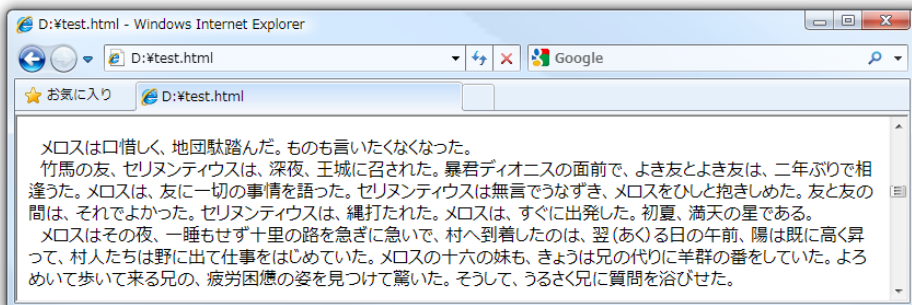 D:¥test.html - Windows Internet Explorer
D:¥test.html
Google
お気に入り
D:¥test.html
メロスは口惜しく、地団駄踏んだ。ものも言いたくなくなった。
竹馬の友、セリヌンティウスは、深夜、王城に召された。暴君ディオニスの面前で、よき友とよき友は、二年ぶりで相
逢うた。メロスは、友に一切の事情を語った。セリヌンティウスは無言でうなずき、メロスをひしと抱きしめた。友と友の
間は、それでよかった。セリヌンティウスは、縄打たれた。メロスは、すぐに出発した。初夏、満天の星である。
メロスはその夜、一睡もせず十里の路を急ぎに急いで、村へ到着したのは、翌(あく)る日の午前、陽は既に高く昇
って、村人たちは野に出て仕事をはじめていた。メロスの十六の妹も、きょうは兄の代りに羊群の番をしていた。よろ
めいて歩いて来る兄の、疲労困憊の姿を見つけて驚いた。そうして、うるさく兄に質問を浴びせた。